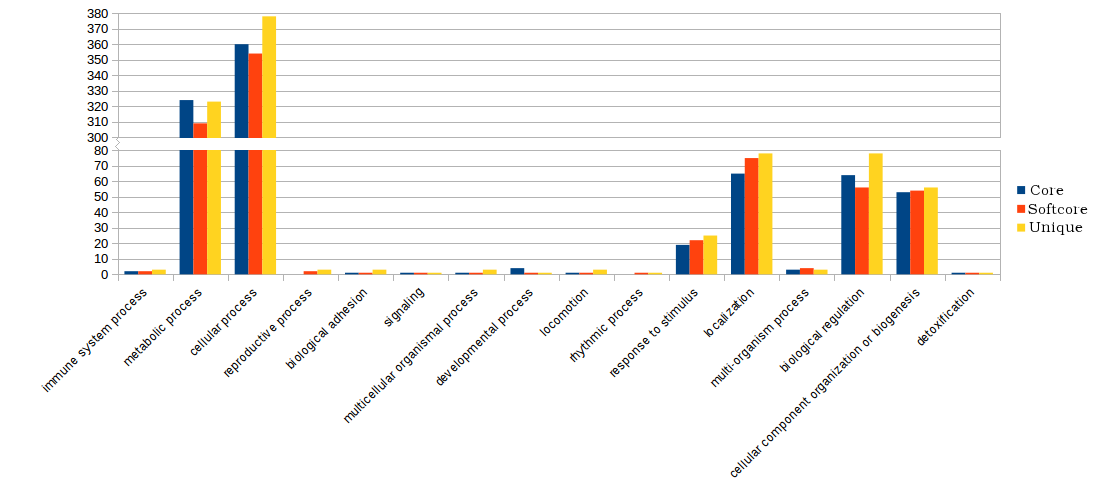 380
370
360
350
340
330
320
310
300
80
70
60
50
40
30
20
10
0
immune system process
metabolic process
cellular process
reproductive process
biological adhesion
signaling
multicellular organismal process
developmental process
locomotion
rhythmic process
response to stimulus
localization
multi-organism process
biological regulation
cellular component organization or biogenesis
detoxification
Core
Softcore
Unique